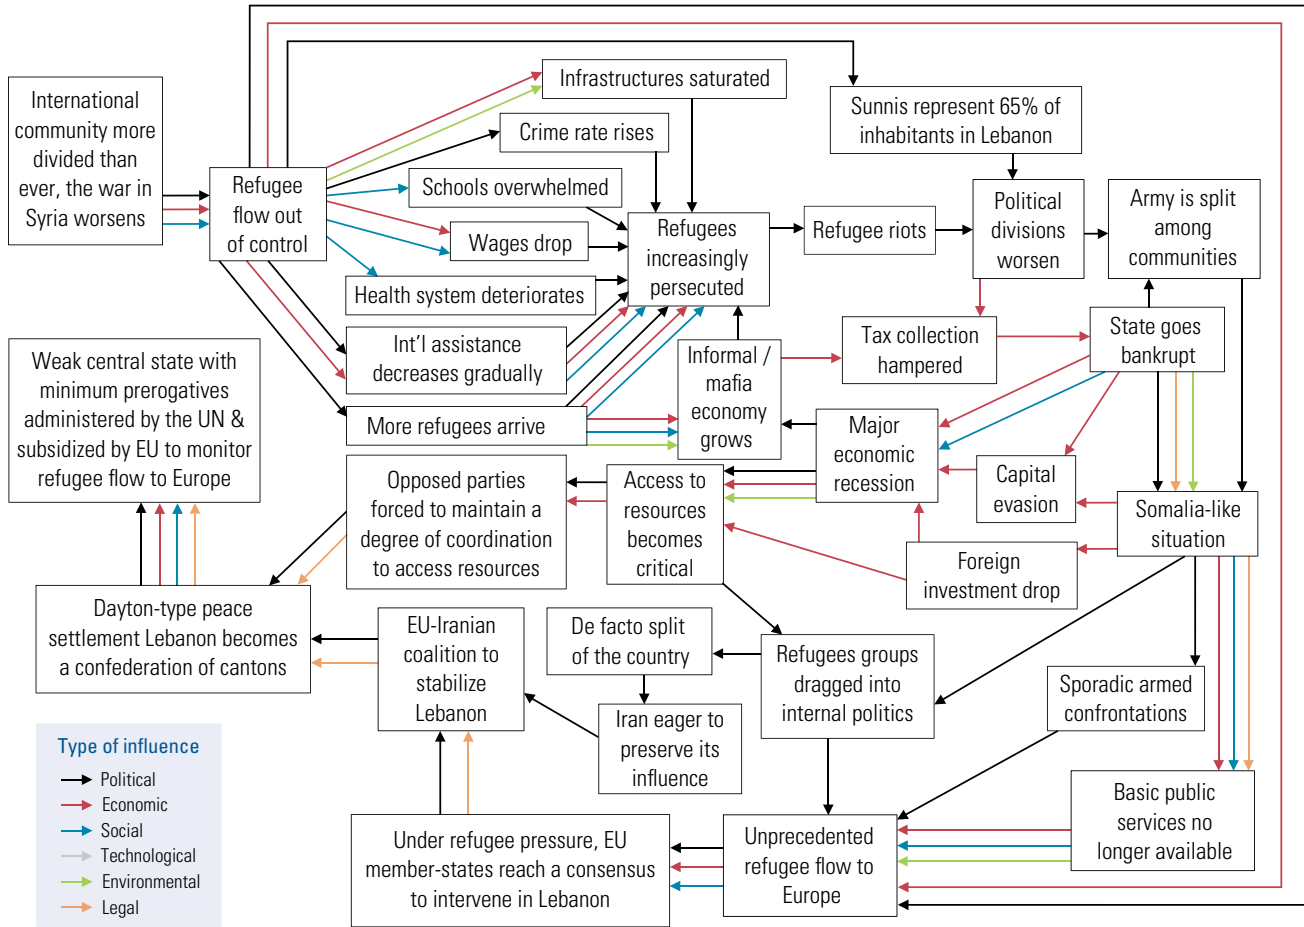 International
community more
divided than
ever, the war in
Syria worsens
Refugee
flow out
of control
Infrastructures saturated
Crime rate rises
Schools overwhelmed
Wages drop
Health system deteriorates
Int'l assistance
decreases gradually
More refugees arrive
Refugees
increasingly
persecuted
Refugee riots
Sunnis represent 65% of
inhabitants in Lebanon
Political
divisions
worsen
Army is split
among
communities
Tax collection
hampered
State goes
bankrupt
Informal /
mafia
economy
grows
Major
economic
recession
Capital
evasion
Somalia-like
situation
Foreign
investment drop
Access to
resources
becomes
critical
Opposed parties
forced to maintain a
degree of coordination
to access resources
Weak central state with
minimum prerogatives
administered by the UN &
subsidized by EU to monitor
refugee flow to Europe
Dayton-type peace
settlement Lebanon becomes
a confederation of cantons
EU-Iranian
coalition to
stabilize
Lebanon
De facto split
of the country
Iran eager to
preserve its
influence
Refugees groups
dragged into
internal politics
Sporadic armed
confrontations
Basic public
services no
longer available
Unprecedented
refugee flow to
Europe
Under refugee pressure, EU
member-states reach a consensus
to intervene in Lebanon
Type of influence
Political
Economic
Social
Technological
Environmental
Legal